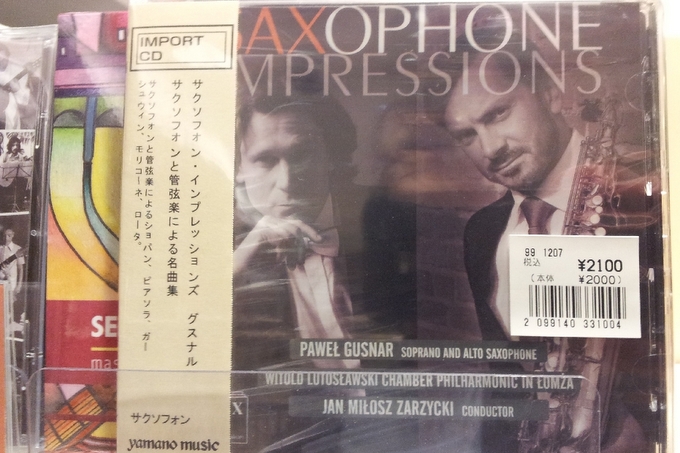 IMPORT
CD
サクソフォン・インプレッションズ　グスナル
サクソフォンと管弦楽による名曲集
サクソフォンと管弦楽によるショパン、ピアソラ、ガー
シュウィン、モリコーネ、ロータ。
サクソフォン
yamano music
SAXOPHONE
IMPRESSIONS
99 1207
税込 ¥2100
(本体 ¥2000)
2 099140 331004
PAWEŁ GUSNAR SOPRANO AND ALTO SAXOPHONE
WITOLD LUTOSŁAWSKI CHAMBER PHILHARMONIC IN ŁOMŻA
JAN MIŁOSZ ZARZYCKI CONDUCTOR
SE
mas